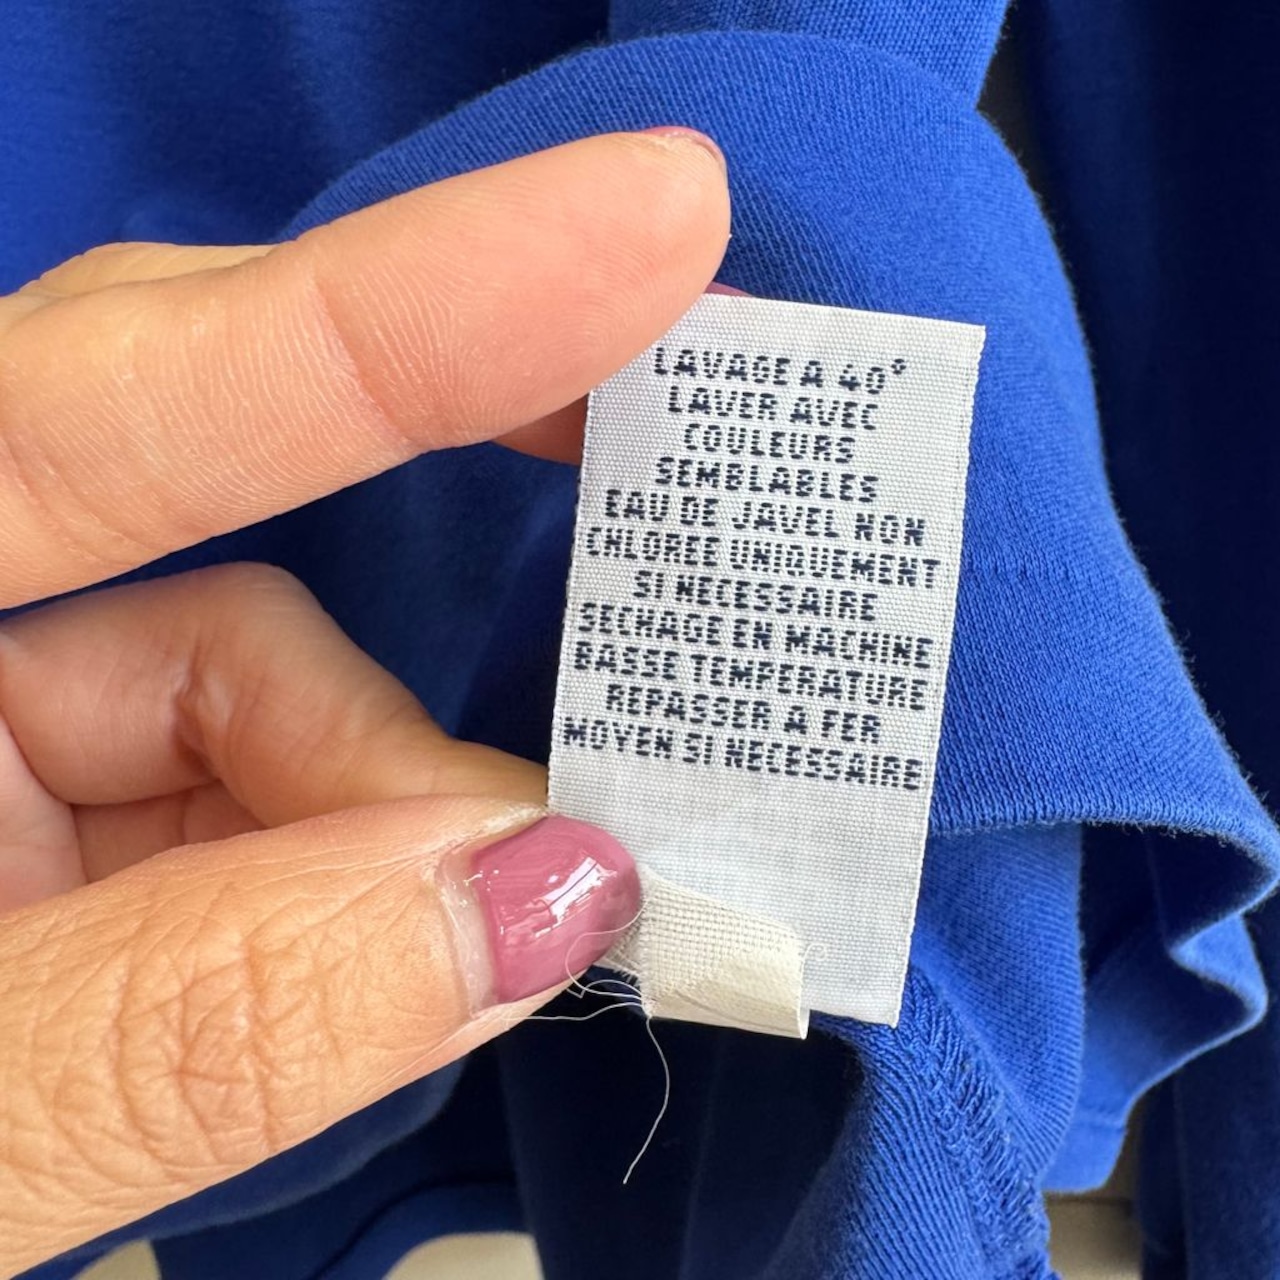 LAVAGE A 40°
LAVER AVEC
COULEURS
SEMBLABLES
EAU DE JAVEL NON
CHLOREE UNIQUEMENT
SI NECESSAIRE
SECHAGE EN MACHINE
BASSE TEMPERATURE
REPASSER A FER
MOYEN SI NECESSAIRE